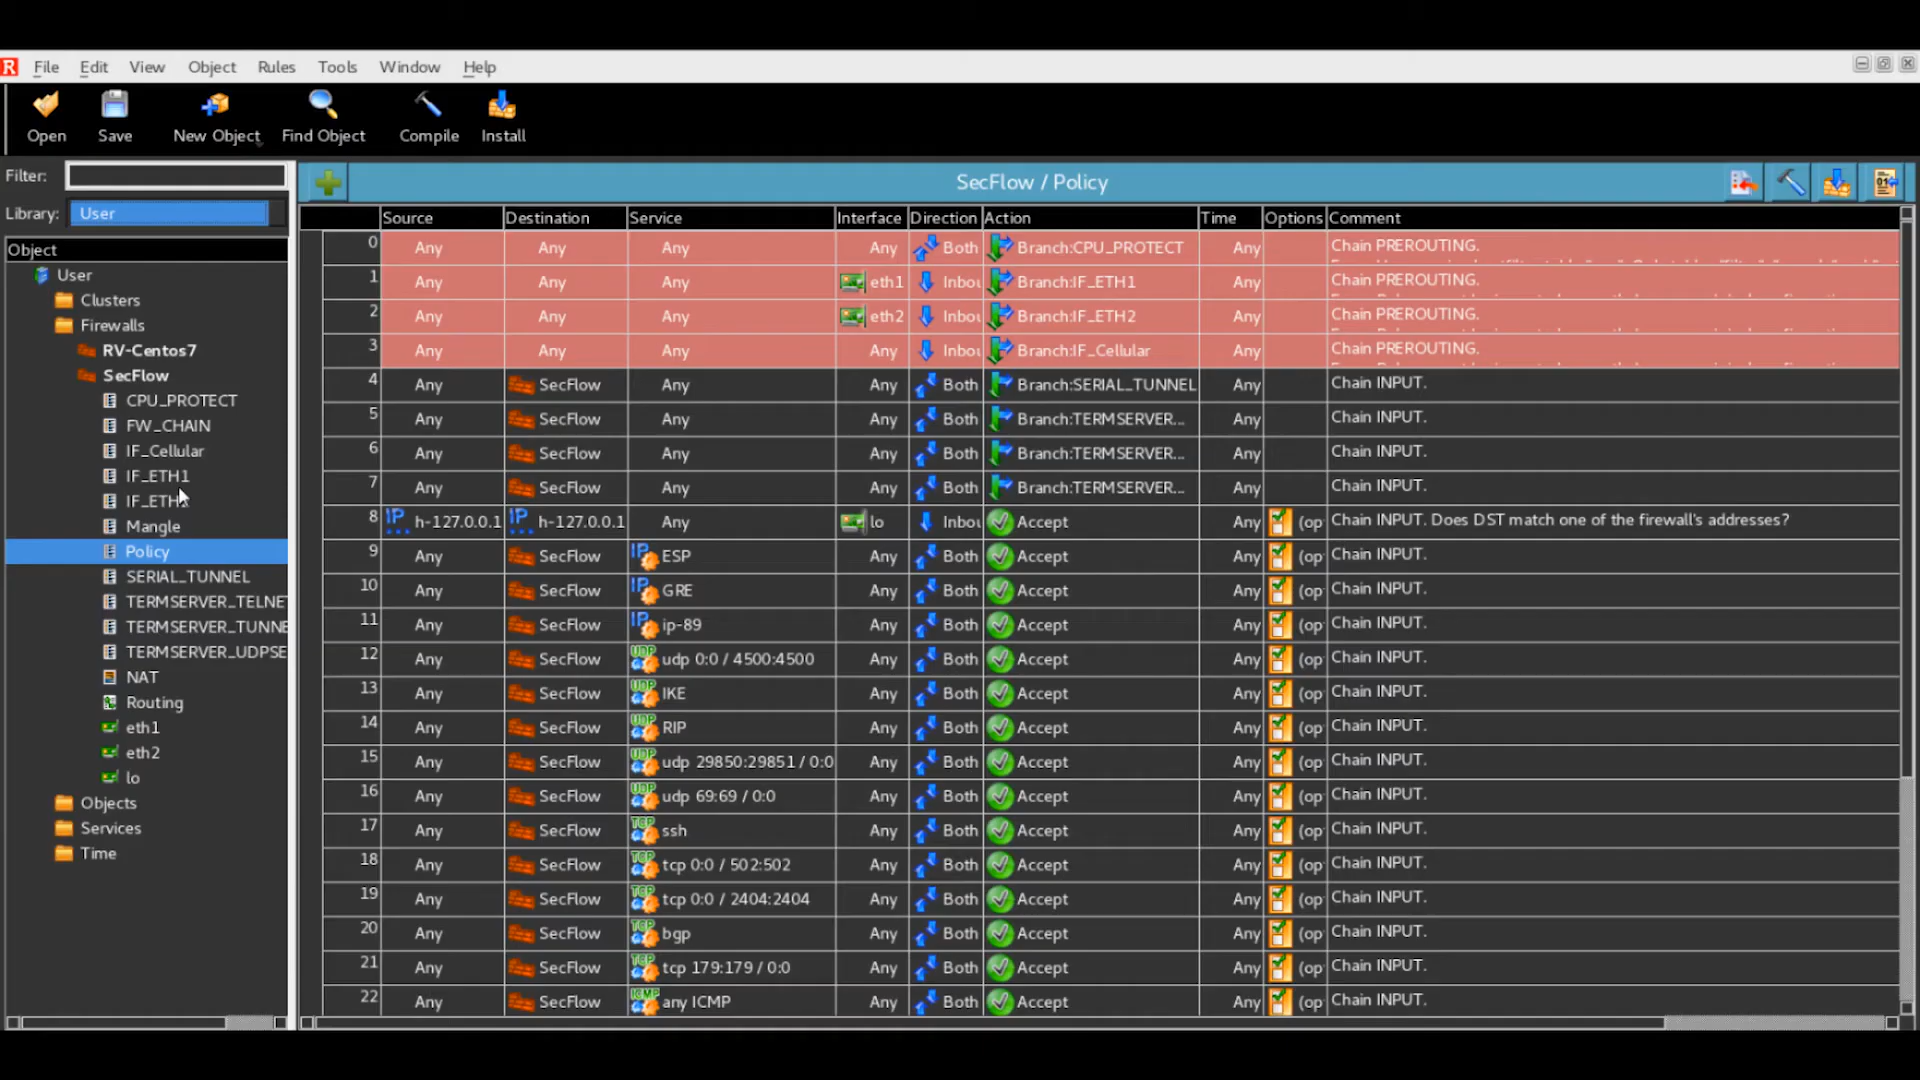 File Edit View Object Rules Tools Window Help
Open Save New Object Find Object Compile Install
Filter:
Library: User
Object
User
Clusters
Firewalls
RV-Centos7
SecFlow
CPU_PROTECT
FW_CHAIN
IF_Cellular
IF_ETH1
IF_ETH
Mangle
Policy
SERIAL_TUNNEL
TERMSERVER_TELNE
TERMSERVER_TUNNE
TERMSERVER_UDPSE
NAT
Routing
eth1
eth2
lo
Objects
Services
Time
SecFlow / Policy
Source Destination Service Interface Direction Action Time Options Comment
0 Any Any Any Any Both Branch:CPU_PROTECT Any Chain PREROUTING.
1 Any Any Any eth1 Inbou Branch:IF_ETH1 Any Chain PREROUTING.
2 Any Any Any eth2 Inbou Branch:IF_ETH2 Any Chain PREROUTING.
3 Any Any Any Any Inbou Branch:IF_Cellular Any Chain PREROUTING.
4 Any SecFlow Any Any Both Branch:SERIAL_TUNNEL Any Chain INPUT.
5 Any SecFlow Any Any Both Branch:TERMSERVER... Any Chain INPUT.
6 Any SecFlow Any Any Both Branch:TERMSERVER... Any Chain INPUT.
7 Any SecFlow Any Any Both Branch:TERMSERVER... Any Chain INPUT.
8 h-127.0.0.1 h-127.0.0.1 Any lo Inbou Accept Any (op Chain INPUT. Does DST match one of the firewall's addresses?
9 Any SecFlow ESP Any Both Accept Any (op Chain INPUT.
10 Any SecFlow GRE Any Both Accept Any (op Chain INPUT.
11 Any SecFlow ip-89 Any Both Accept Any (op Chain INPUT.
12 Any SecFlow udp 0:0 / 4500:4500 Any Both Accept Any (op Chain INPUT.
13 Any SecFlow IKE Any Both Accept Any (op Chain INPUT.
14 Any SecFlow RIP Any Both Accept Any (op Chain INPUT.
15 Any SecFlow udp 29850:29851 / 0:0 Any Both Accept Any (op Chain INPUT.
16 Any SecFlow udp 69:69 / 0:0 Any Both Accept Any (op Chain INPUT.
17 Any SecFlow ssh Any Both Accept Any (op Chain INPUT.
18 Any SecFlow tcp 0:0 / 502:502 Any Both Accept Any (op Chain INPUT.
19 Any SecFlow tcp 0:0 / 2404:2404 Any Both Accept Any (op Chain INPUT.
20 Any SecFlow bgp Any Both Accept Any (op Chain INPUT.
21 Any SecFlow tcp 179:179 / 0:0 Any Both Accept Any (op Chain INPUT.
22 Any SecFlow any ICMP Any Both Accept Any (op Chain INPUT.